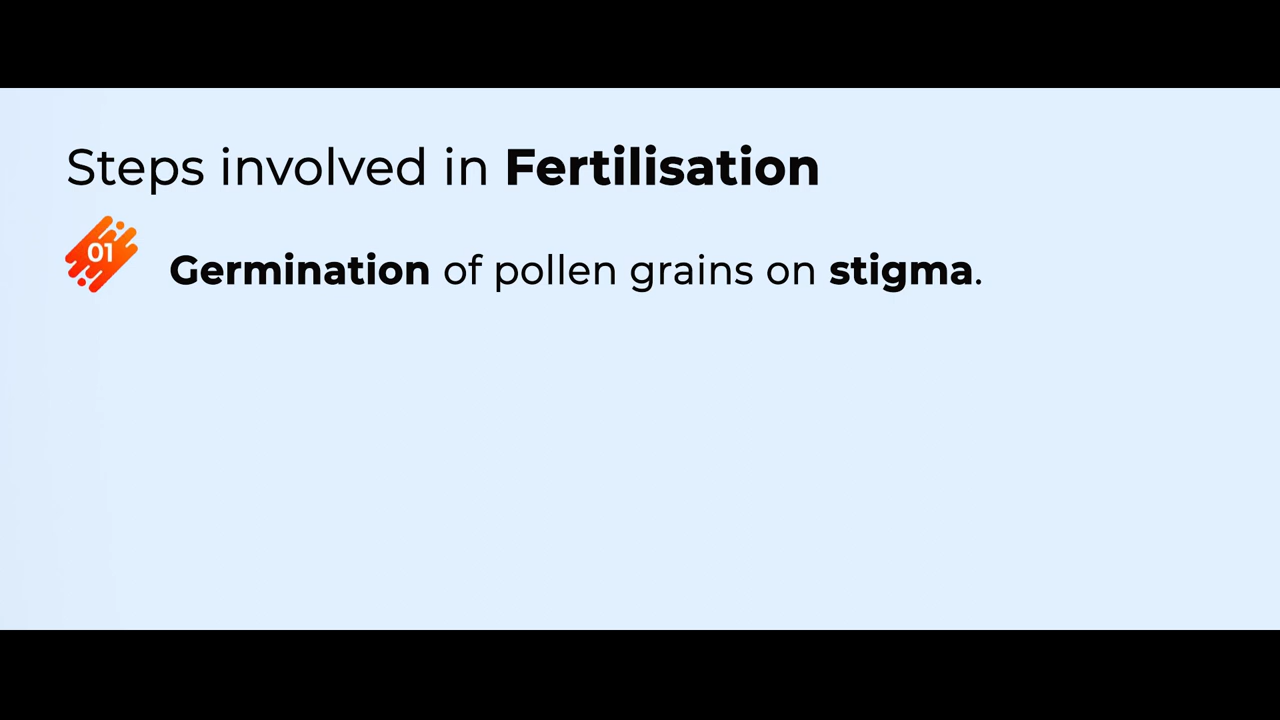 Steps involved in Fertilisation
01
Germination of pollen grains on stigma.